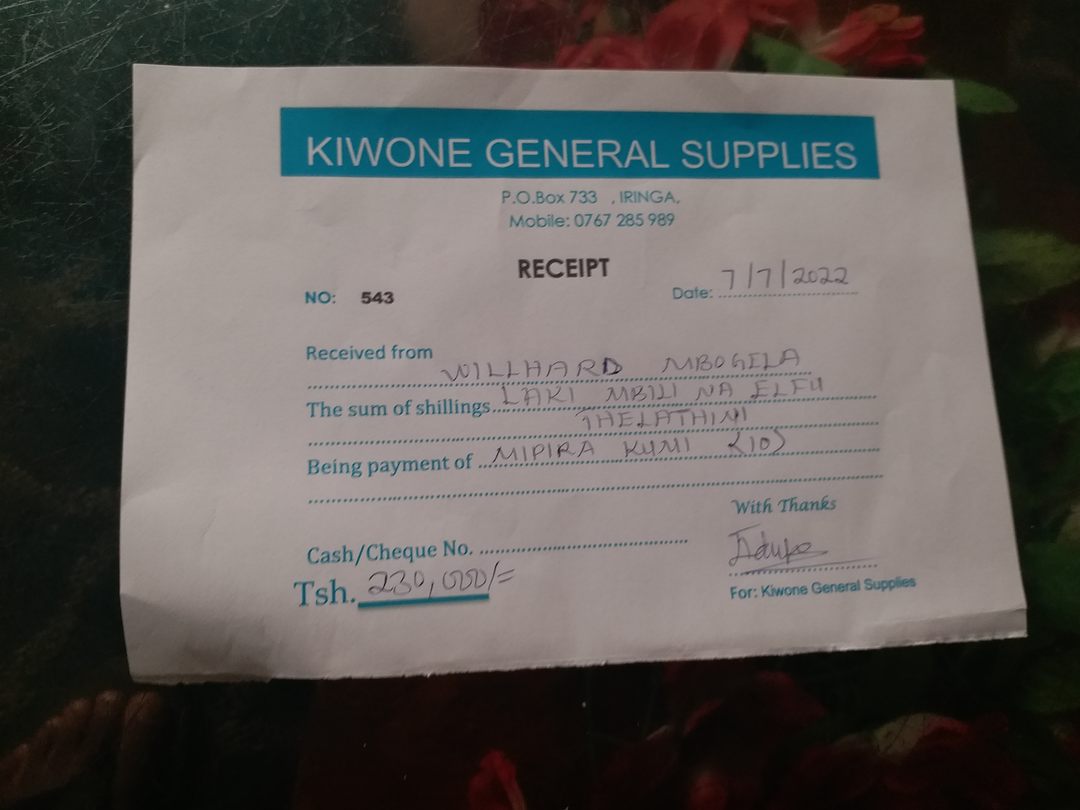 KIWONE GENERAL SUPPLIES
P.O.Box 733 , IRINGA,
Mobile: 0767 285 989
RECEIPT
NO: 543
Date: 7/7/2022
Received from WILLHARD MBOGELA
The sum of shillings LAKI MBILI NA ELFU
THELATHINI
Being payment of MIPIRA KUMI (10)
With Thanks
Cash/Cheque No.
Tsh. 230,000/=
For: Kiwone General Supplies